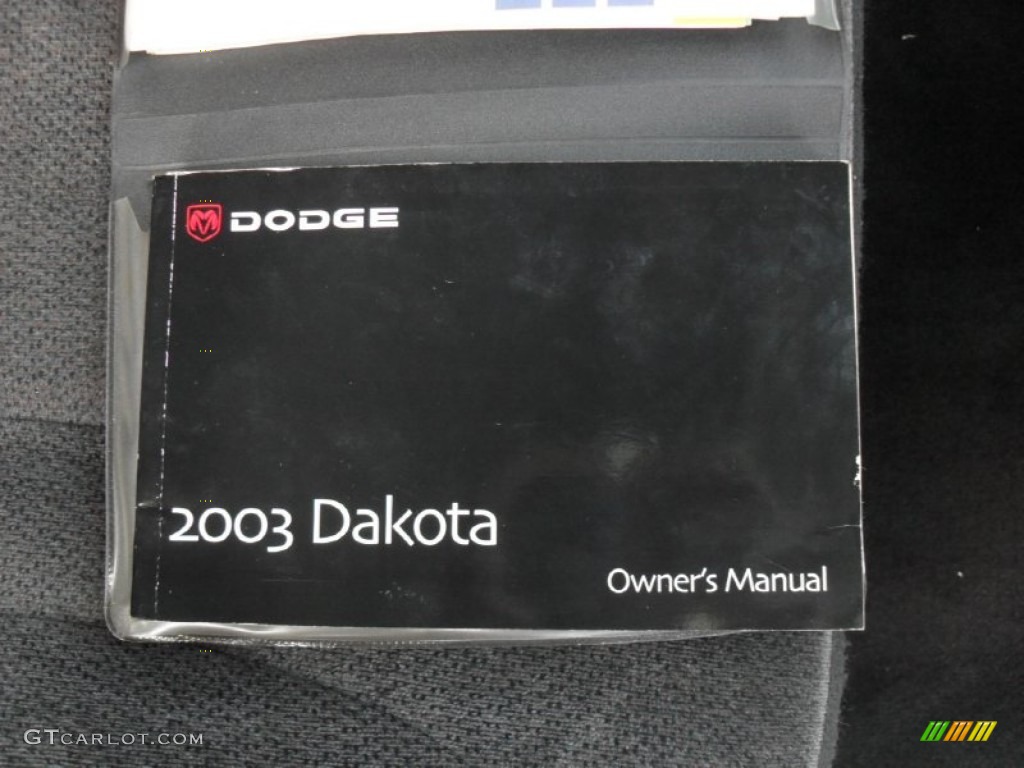 DODGE
2003 Dakota
Owner's Manual
GTCARLOT.COM